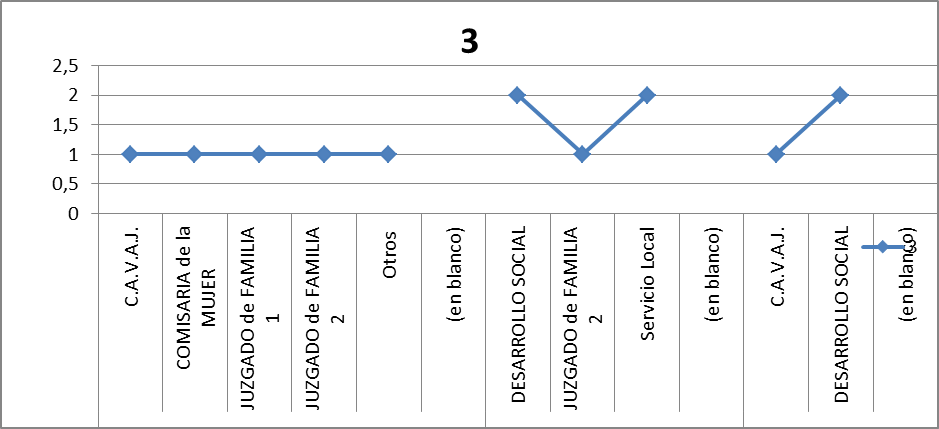 3
2,5
2
1,5
1
0,5
0
C.A.V.A.J.
COMISARIA de la
MUJER
JUZGADO de FAMILIA
1
JUZGADO de FAMILIA
2
Otros
(en blanco)
DESARROLLO SOCIAL
JUZGADO de FAMILIA
2
Servicio Local
(en blanco)
C.A.V.A.J.
DESARROLLO SOCIAL
(en blanco)
3